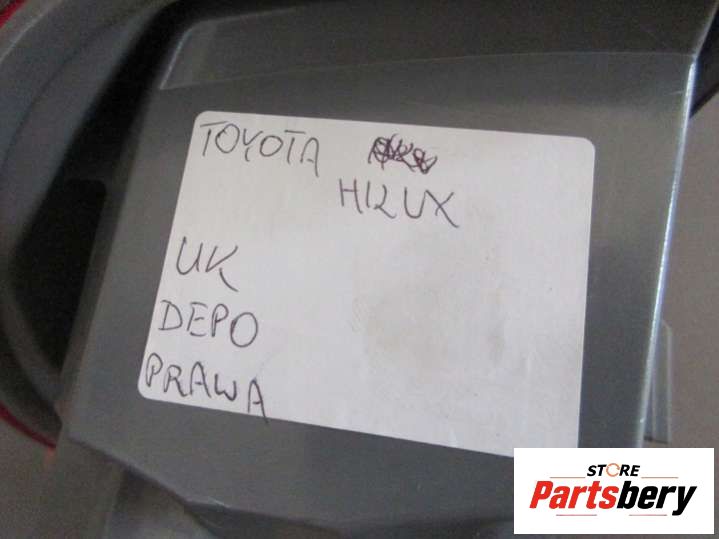 TOYOTA
HILUX
UK
DEPO
PRAWA
STORE
Partsbery